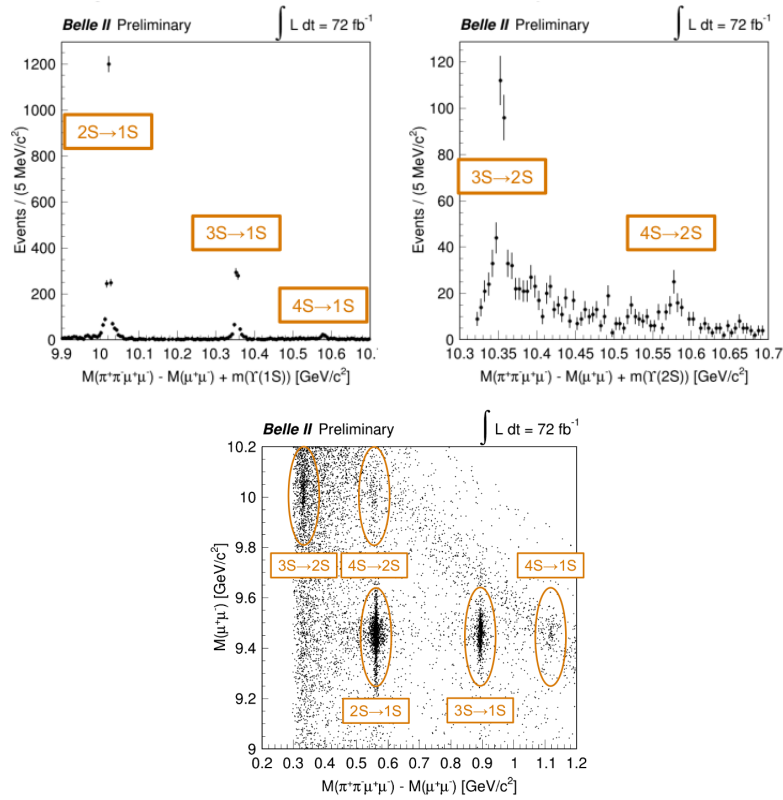 Belle II Preliminary ∫ L dt = 72 fb⁻¹
Events / (5 MeV/c²)
1200
1000
800
600
400
200
0
2S→1S
3S→1S
4S→1S
9.9 10.0 10.1 10.2 10.3 10.4 10.5 10.6 10.7
M(π⁺π⁻μ⁺μ⁻) - M(μ⁺μ⁻) + m(ϒ(1S)) [GeV/c²]
Belle II Preliminary ∫ L dt = 72 fb⁻¹
Events / (5 MeV/c²)
120
100
80
60
40
20
0
3S→2S
4S→2S
10.3 10.35 10.4 10.45 10.5 10.55 10.6 10.65 10.7
M(π⁺π⁻μ⁺μ⁻) - M(μ⁺μ⁻) + m(ϒ(2S)) [GeV/c²]
Belle II Preliminary ∫ L dt = 72 fb⁻¹
M(μ⁺μ⁻) [GeV/c²]
10.2
10
9.8
9.6
9.4
9.2
9
3S→2S 4S→2S 4S→1S
2S→1S 3S→1S
0.2 0.3 0.4 0.5 0.6 0.7 0.8 0.9 1 1.1 1.2
M(π⁺π⁻μ⁺μ⁻) - M(μ⁺μ⁻) [GeV/c²]